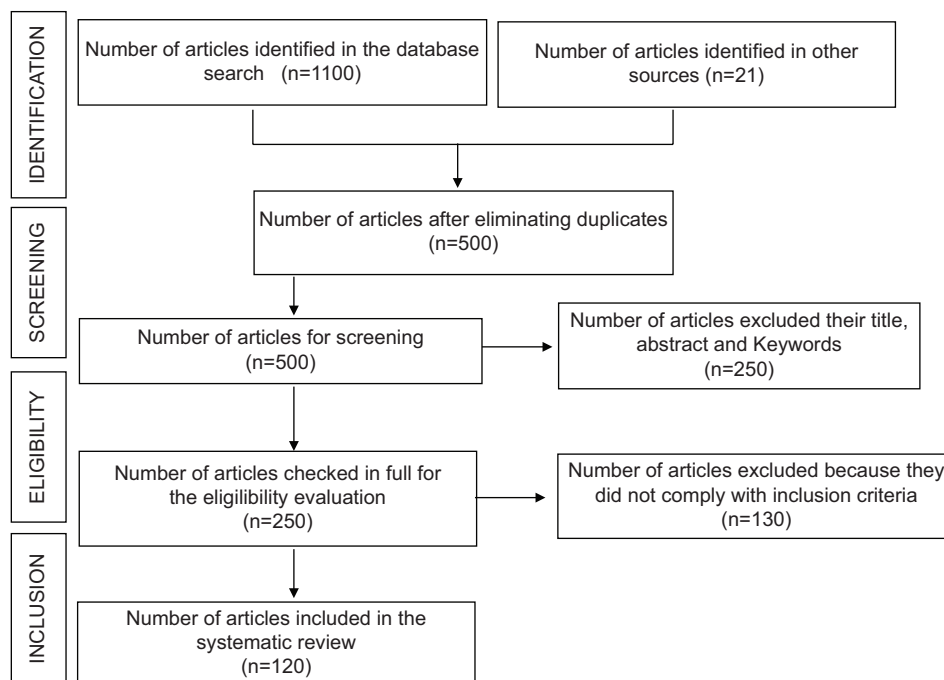 IDENTIFICATION
Number of articles identified in the database
search (n=1100)
Number of articles identified in other
sources (n=21)
SCREENING
Number of articles after eliminating duplicates
(n=500)
Number of articles for screening
(n=500)
Number of articles excluded their title,
abstract and Keywords
(n=250)
ELIGIBILITY
Number of articles checked in full for
the eligilibility evaluation
(n=250)
Number of articles excluded because they
did not comply with inclusion criteria
(n=130)
INCLUSION
Number of articles included in the
systematic review
(n=120)